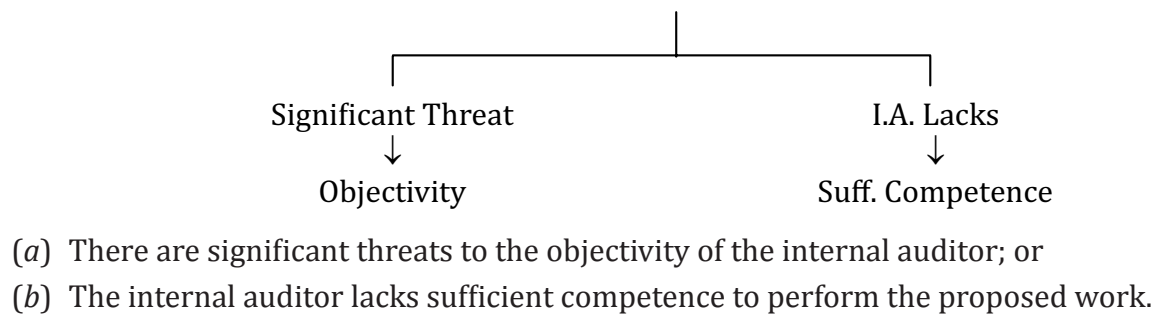 Significant Threat I.A. Lacks
↓ ↓
Objectivity Suff. Competence
(a) There are significant threats to the objectivity of the internal auditor; or
(b) The internal auditor lacks sufficient competence to perform the proposed work.